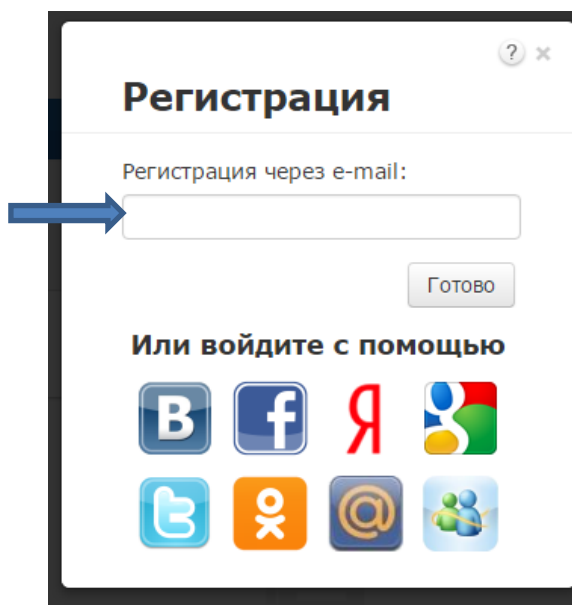 ?
Регистрация
Регистрация через e-mail:
Готово
Или войдите с помощью
B f Я g
t @